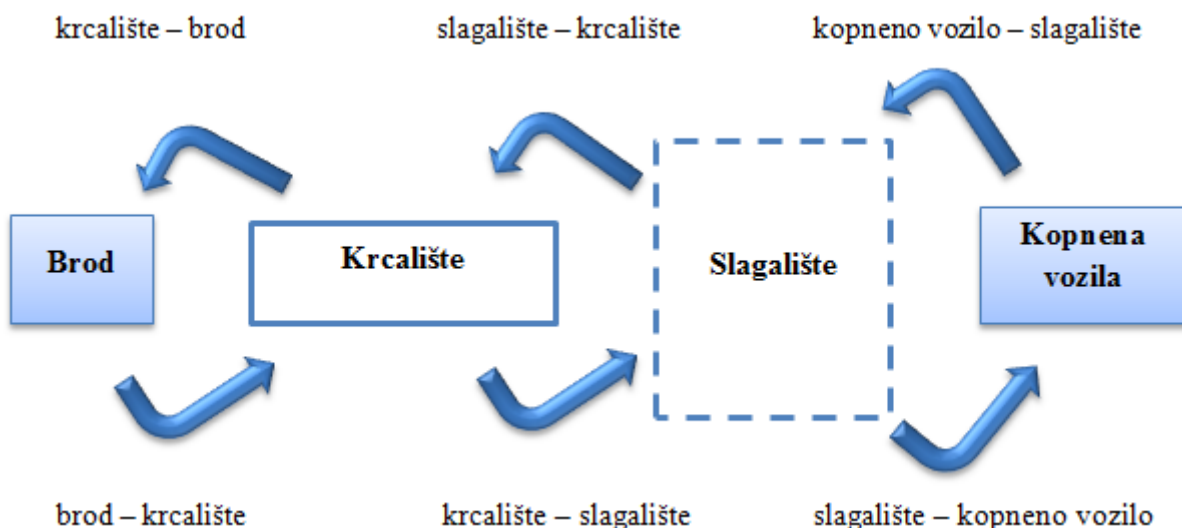 krcalište – brod
slagalište – krcalište
kopneno vozilo – slagalište
Brod
Krcalište
Slagalište
Kopnena
vozila
brod – krcalište
krcalište – slagalište
slagalište – kopneno vozilo